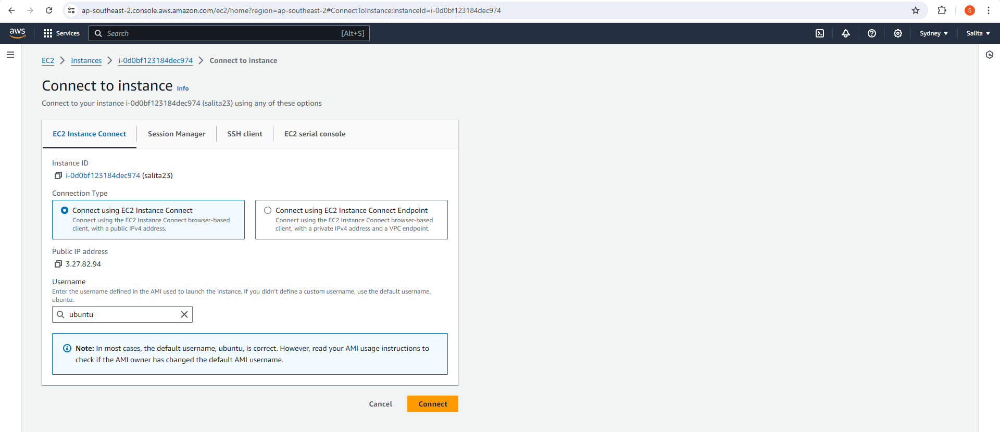 ap-southeast-2.console.aws.amazon.com/ec2/home?region=ap-southeast-2#ConnectToInstance:instanceId=i-0d0bf123184dec974
S
aws
Services
Search
[Alt+S]
Sydney
Salita
EC2
Instances
i-0d0bf123184dec974
Connect to instance
Connect to instance Info
Connect to your instance i-0d0bf123184dec974 (salita23) using any of these options
EC2 Instance Connect
Session Manager
SSH client
EC2 serial console
Instance ID
i-0d0bf123184dec974 (salita23)
Connection Type
Connect using EC2 Instance Connect
Connect using the EC2 Instance Connect browser-based
client, with a public IPv4 address.
Connect using EC2 Instance Connect Endpoint
Connect using the EC2 Instance Connect browser-based
client, with a private IPv4 address and a VPC endpoint.
Public IP address
3.27.82.94
Username
Enter the username defined in the AMI used to launch the instance. If you didn't define a custom username, use the default username,
ubuntu.
ubuntu
Note: In most cases, the default username, ubuntu, is correct. However, read your AMI usage instructions to
check if the AMI owner has changed the default AMI username.
Cancel
Connect